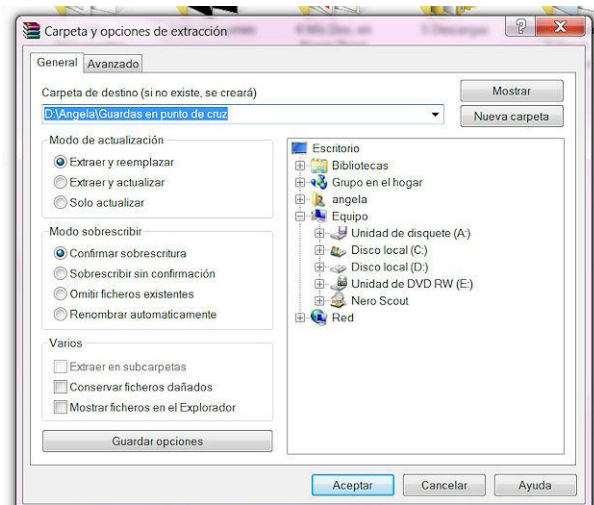 Carpeta y opciones de extracción
General Avanzado
Carpeta de destino (si no existe, se creará)
Mostrar
D:\Angela\Guardas en punto de cruz
Nueva carpeta
Modo de actualización
Extraer y reemplazar
Extraer y actualizar
Solo actualizar
Modo sobrescribir
Confirmar sobrescritura
Sobrescribir sin confirmación
Omitir ficheros existentes
Renombrar automaticamente
Varios
Extraer en subcarpetas
Conservar ficheros dañados
Mostrar ficheros en el Explorador
Guardar opciones
Escritorio
Bibliotecas
Grupo en el hogar
angela
Equipo
Unidad de disquete (A:)
Disco local (C:)
Disco local (D:)
Unidad de DVD RW (E:)
Nero Scout
Red
Aceptar Cancelar Ayuda